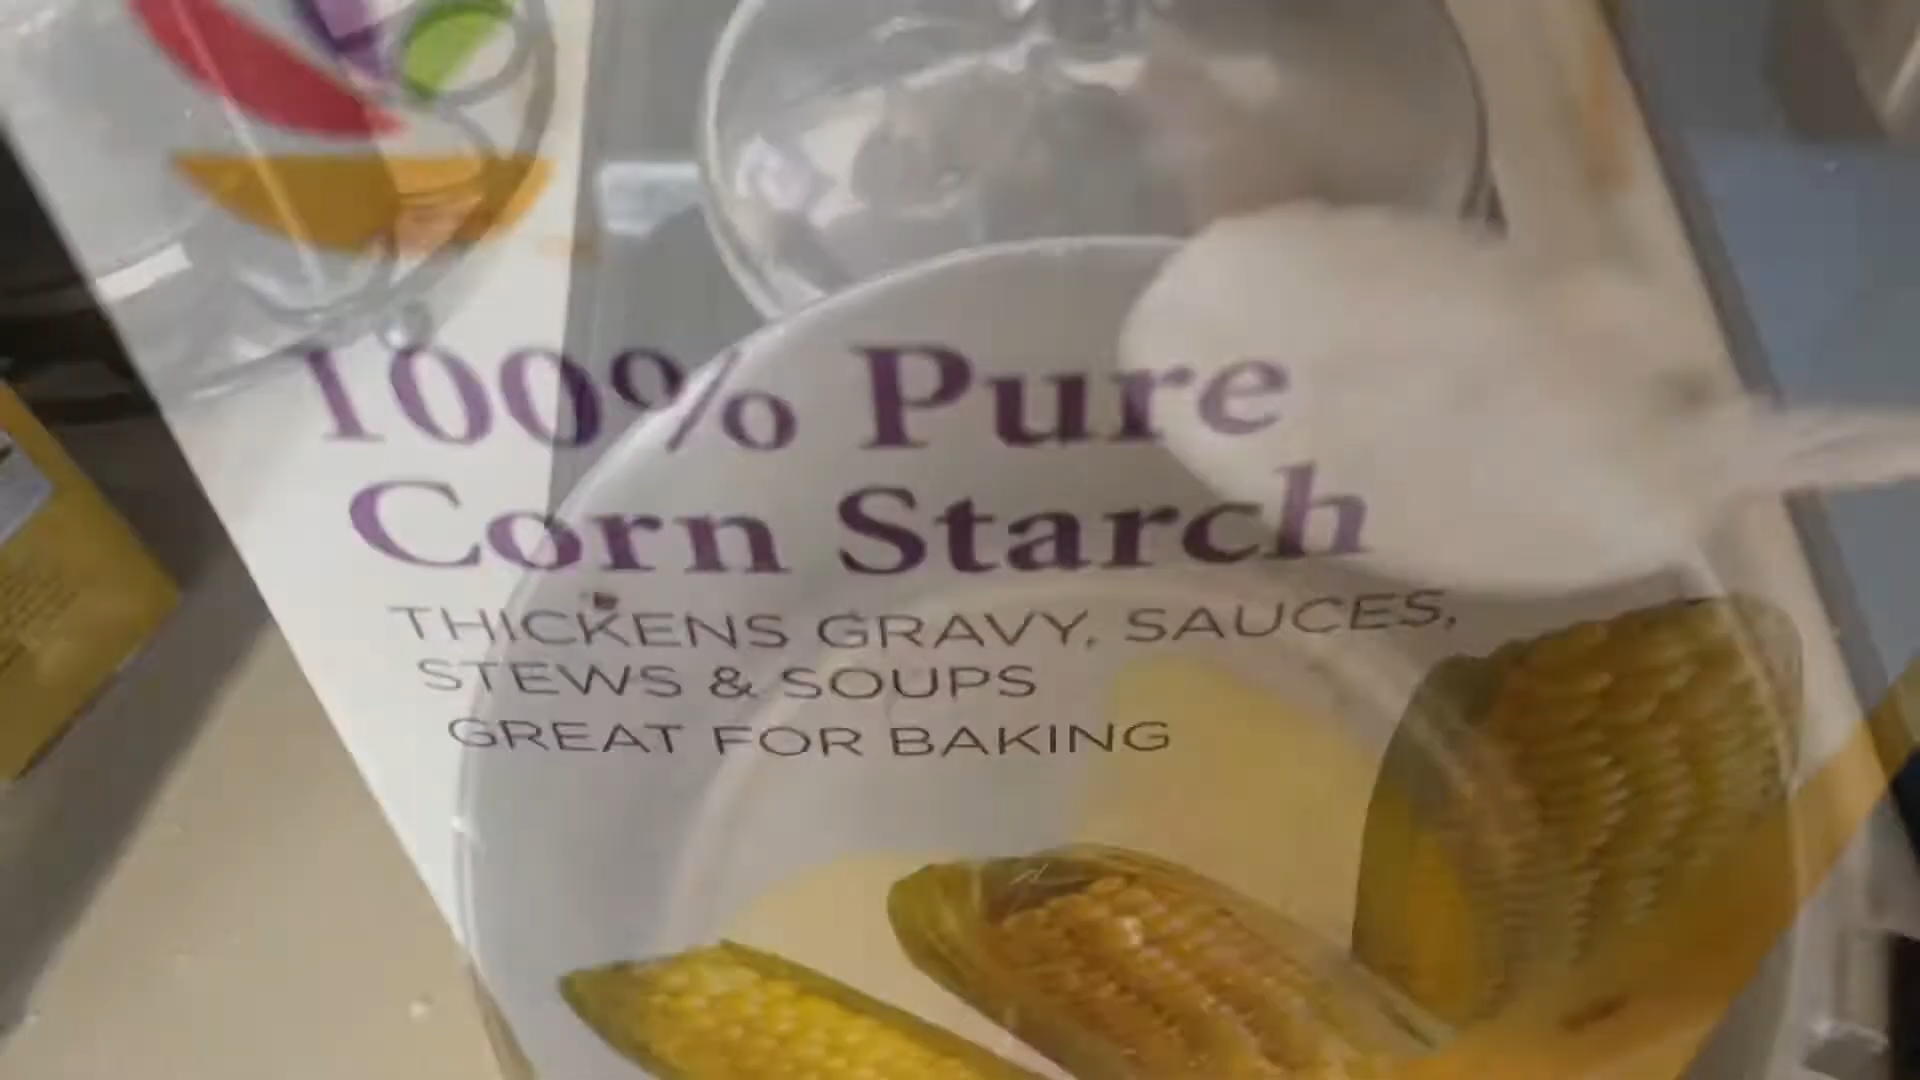 100% Pure
Corn Starch
THICKENS GRAVY, SAUCES,
STEWS & SOUPS
GREAT FOR BAKING